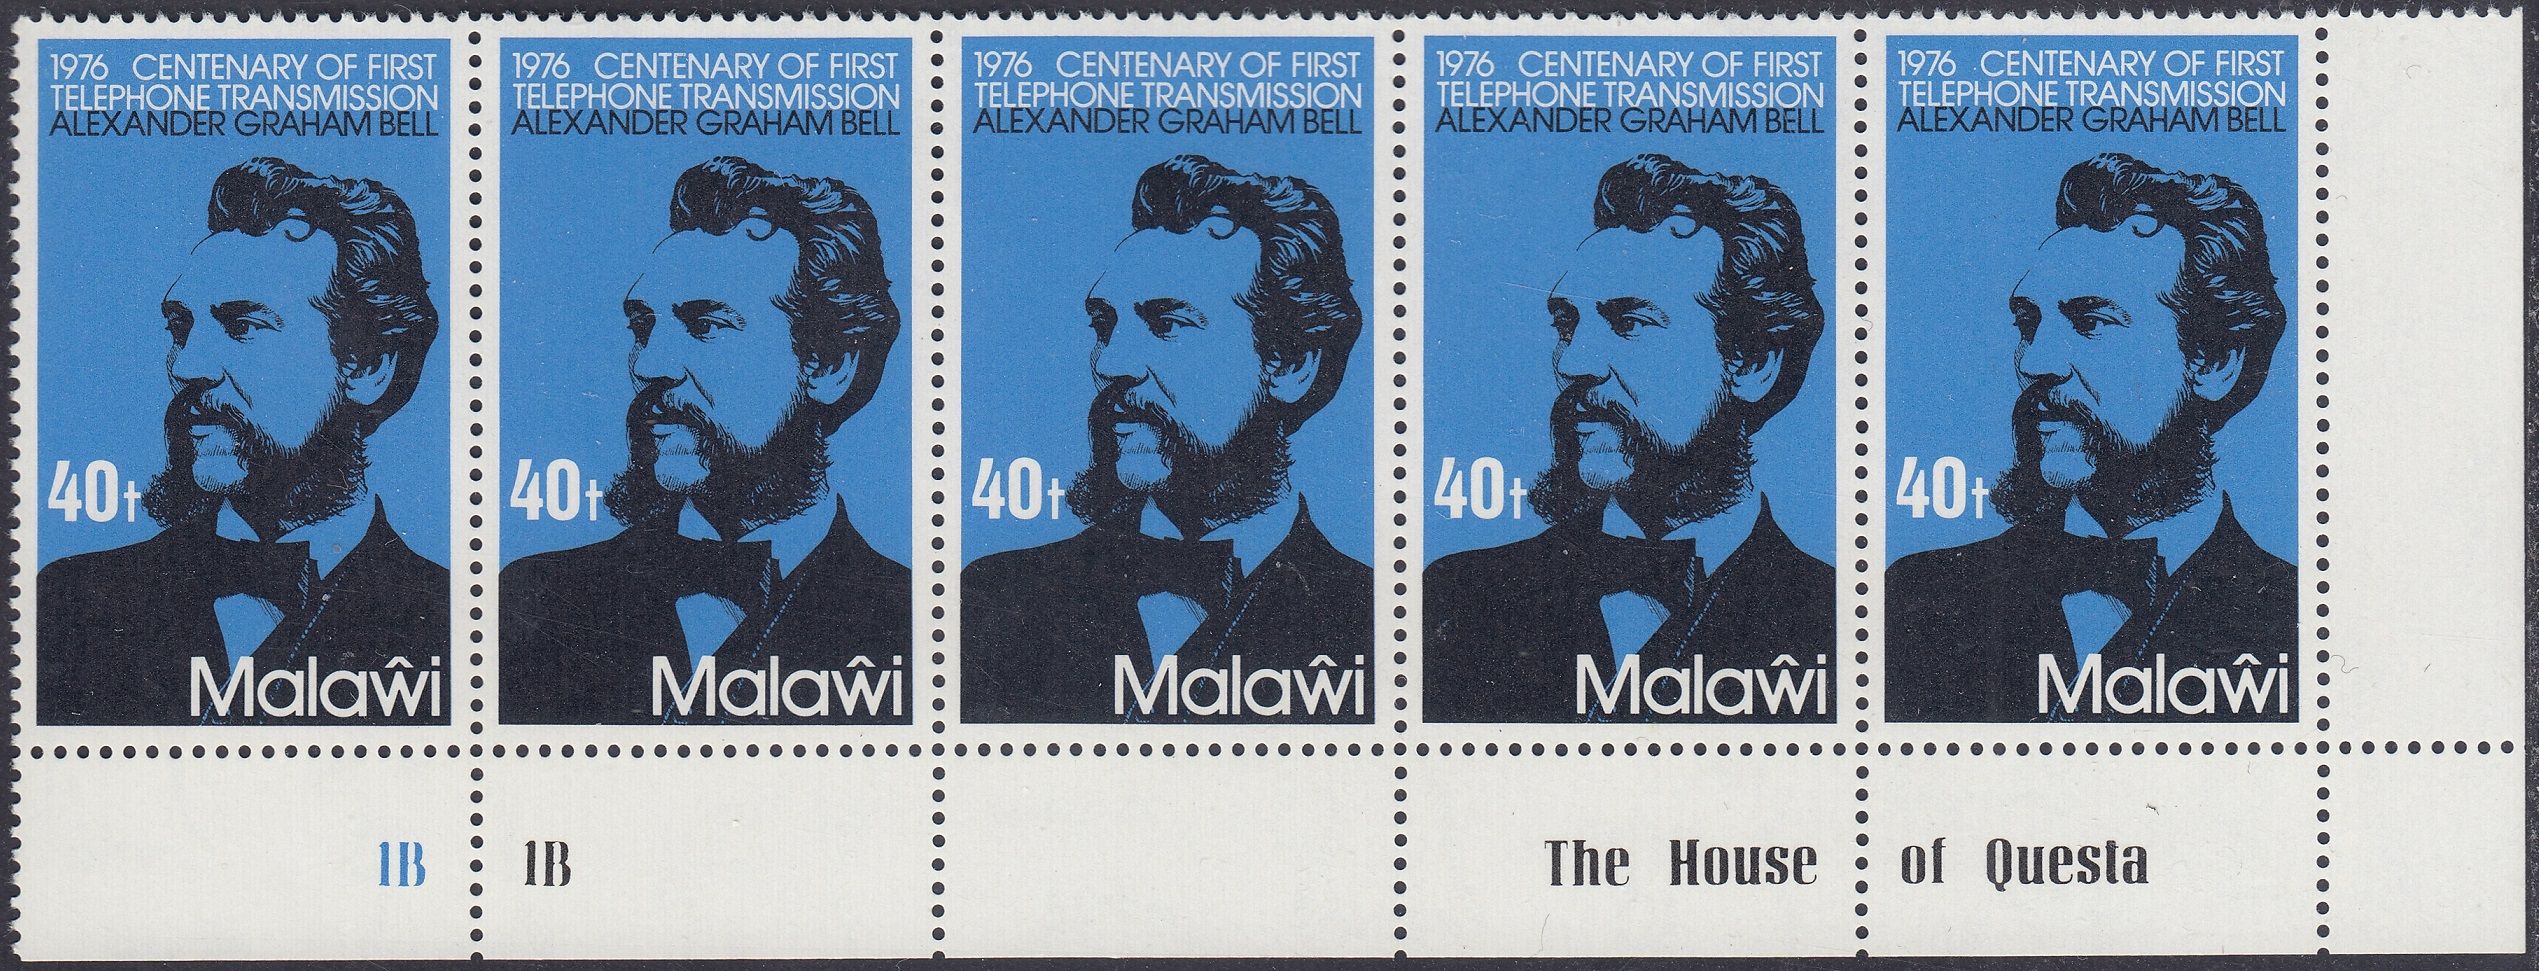 1976 CENTENARY OF FIRST
TELEPHONE TRANSMISSION
ALEXANDER GRAHAM BELL
40t
Malaŵi
1976 CENTENARY OF FIRST
TELEPHONE TRANSMISSION
ALEXANDER GRAHAM BELL
40t
Malaŵi
1976 CENTENARY OF FIRST
TELEPHONE TRANSMISSION
ALEXANDER GRAHAM BELL
40t
Malaŵi
1976 CENTENARY OF FIRST
TELEPHONE TRANSMISSION
ALEXANDER GRAHAM BELL
40t
Malaŵi
1976 CENTENARY OF FIRST
TELEPHONE TRANSMISSION
ALEXANDER GRAHAM BELL
40t
Malaŵi
1B 1B The House of Questa